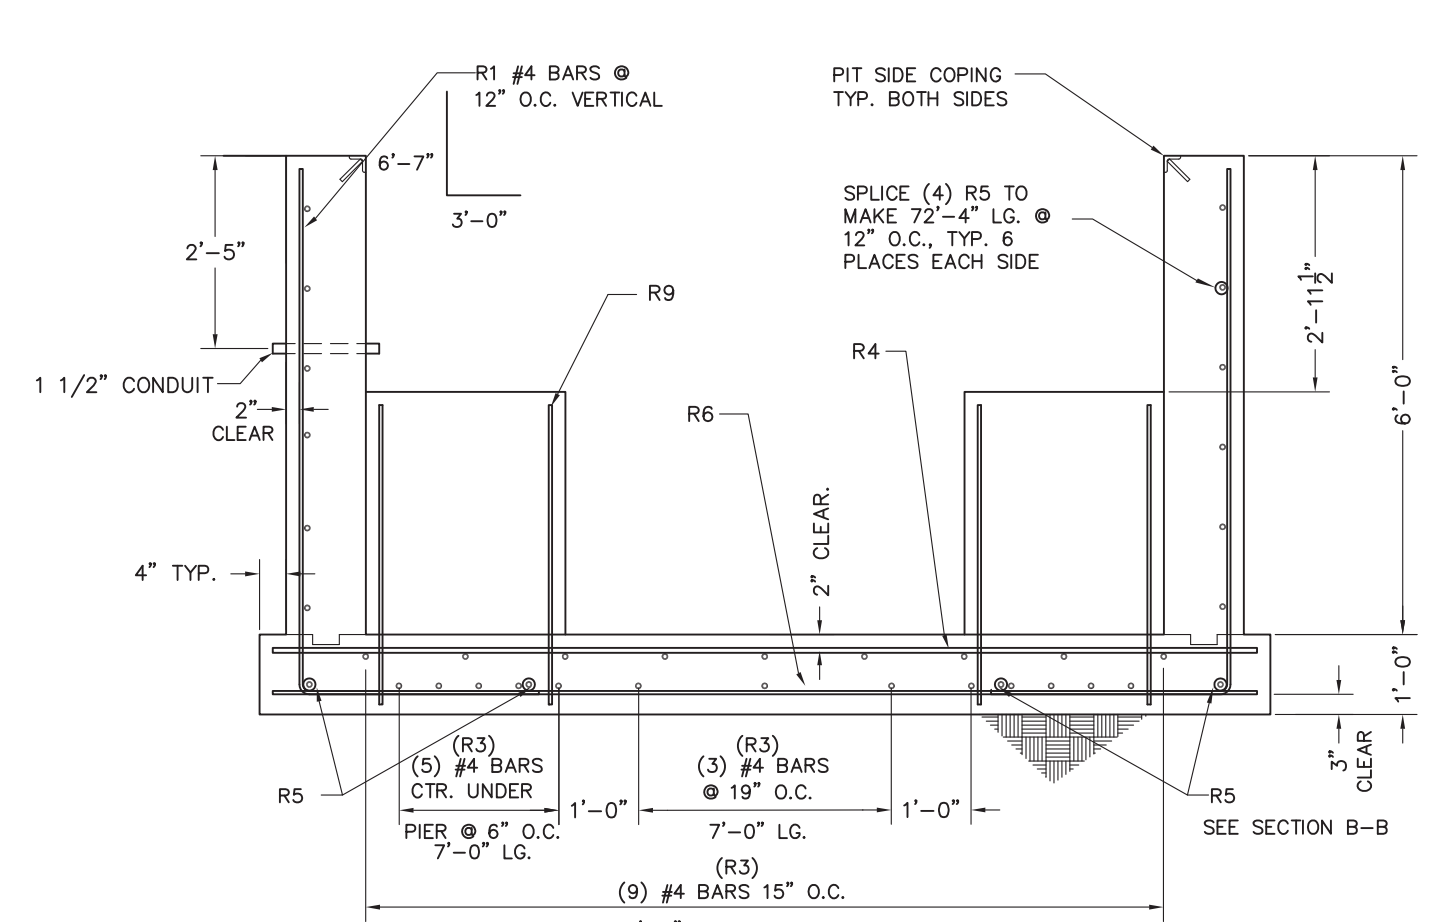 R1 #4 BARS @
12" O.C. VERTICAL
6'-7"
3'-0"
PIT SIDE COPING
TYP. BOTH SIDES
SPLICE (4) R5 TO
MAKE 72'-4" LG. @
12" O.C., TYP. 6
PLACES EACH SIDE
2'-5"
R9
2'-11 1/2"
R4
1 1/2" CONDUIT
6'-0"
2"
CLEAR
R6
2" CLEAR.
4" TYP.
1'-0"
3"
CLEAR
(R3)
(5) #4 BARS
CTR. UNDER
PIER @ 6" O.C.
7'-0" LG.
R5
1'-0"
(R3)
(3) #4 BARS
@ 19" O.C.
7'-0" LG.
1'-0"
R5
SEE SECTION B-B
(R3)
(9) #4 BARS 15" O.C.